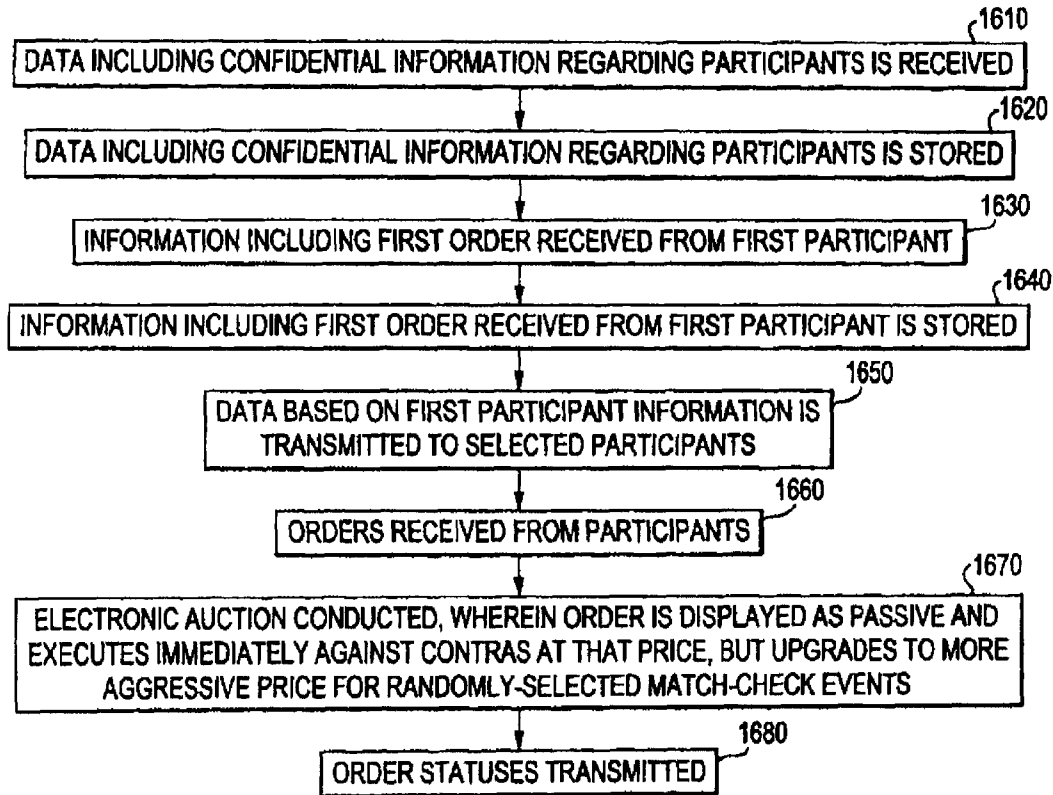 1610
DATA INCLUDING CONFIDENTIAL INFORMATION REGARDING PARTICIPANTS IS RECEIVED
1620
DATA INCLUDING CONFIDENTIAL INFORMATION REGARDING PARTICIPANTS IS STORED
1630
INFORMATION INCLUDING FIRST ORDER RECEIVED FROM FIRST PARTICIPANT
1640
INFORMATION INCLUDING FIRST ORDER RECEIVED FROM FIRST PARTICIPANT IS STORED
1650
DATA BASED ON FIRST PARTICIPANT INFORMATION IS
TRANSMITTED TO SELECTED PARTICIPANTS
1660
ORDERS RECEIVED FROM PARTICIPANTS
1670
ELECTRONIC AUCTION CONDUCTED, WHEREIN ORDER IS DISPLAYED AS PASSIVE AND
EXECUTES IMMEDIATELY AGAINST CONTRAS AT THAT PRICE, BUT UPGRADES TO MORE
AGGRESSIVE PRICE FOR RANDOMLY-SELECTED MATCH-CHECK EVENTS
1680
ORDER STATUSES TRANSMITTED